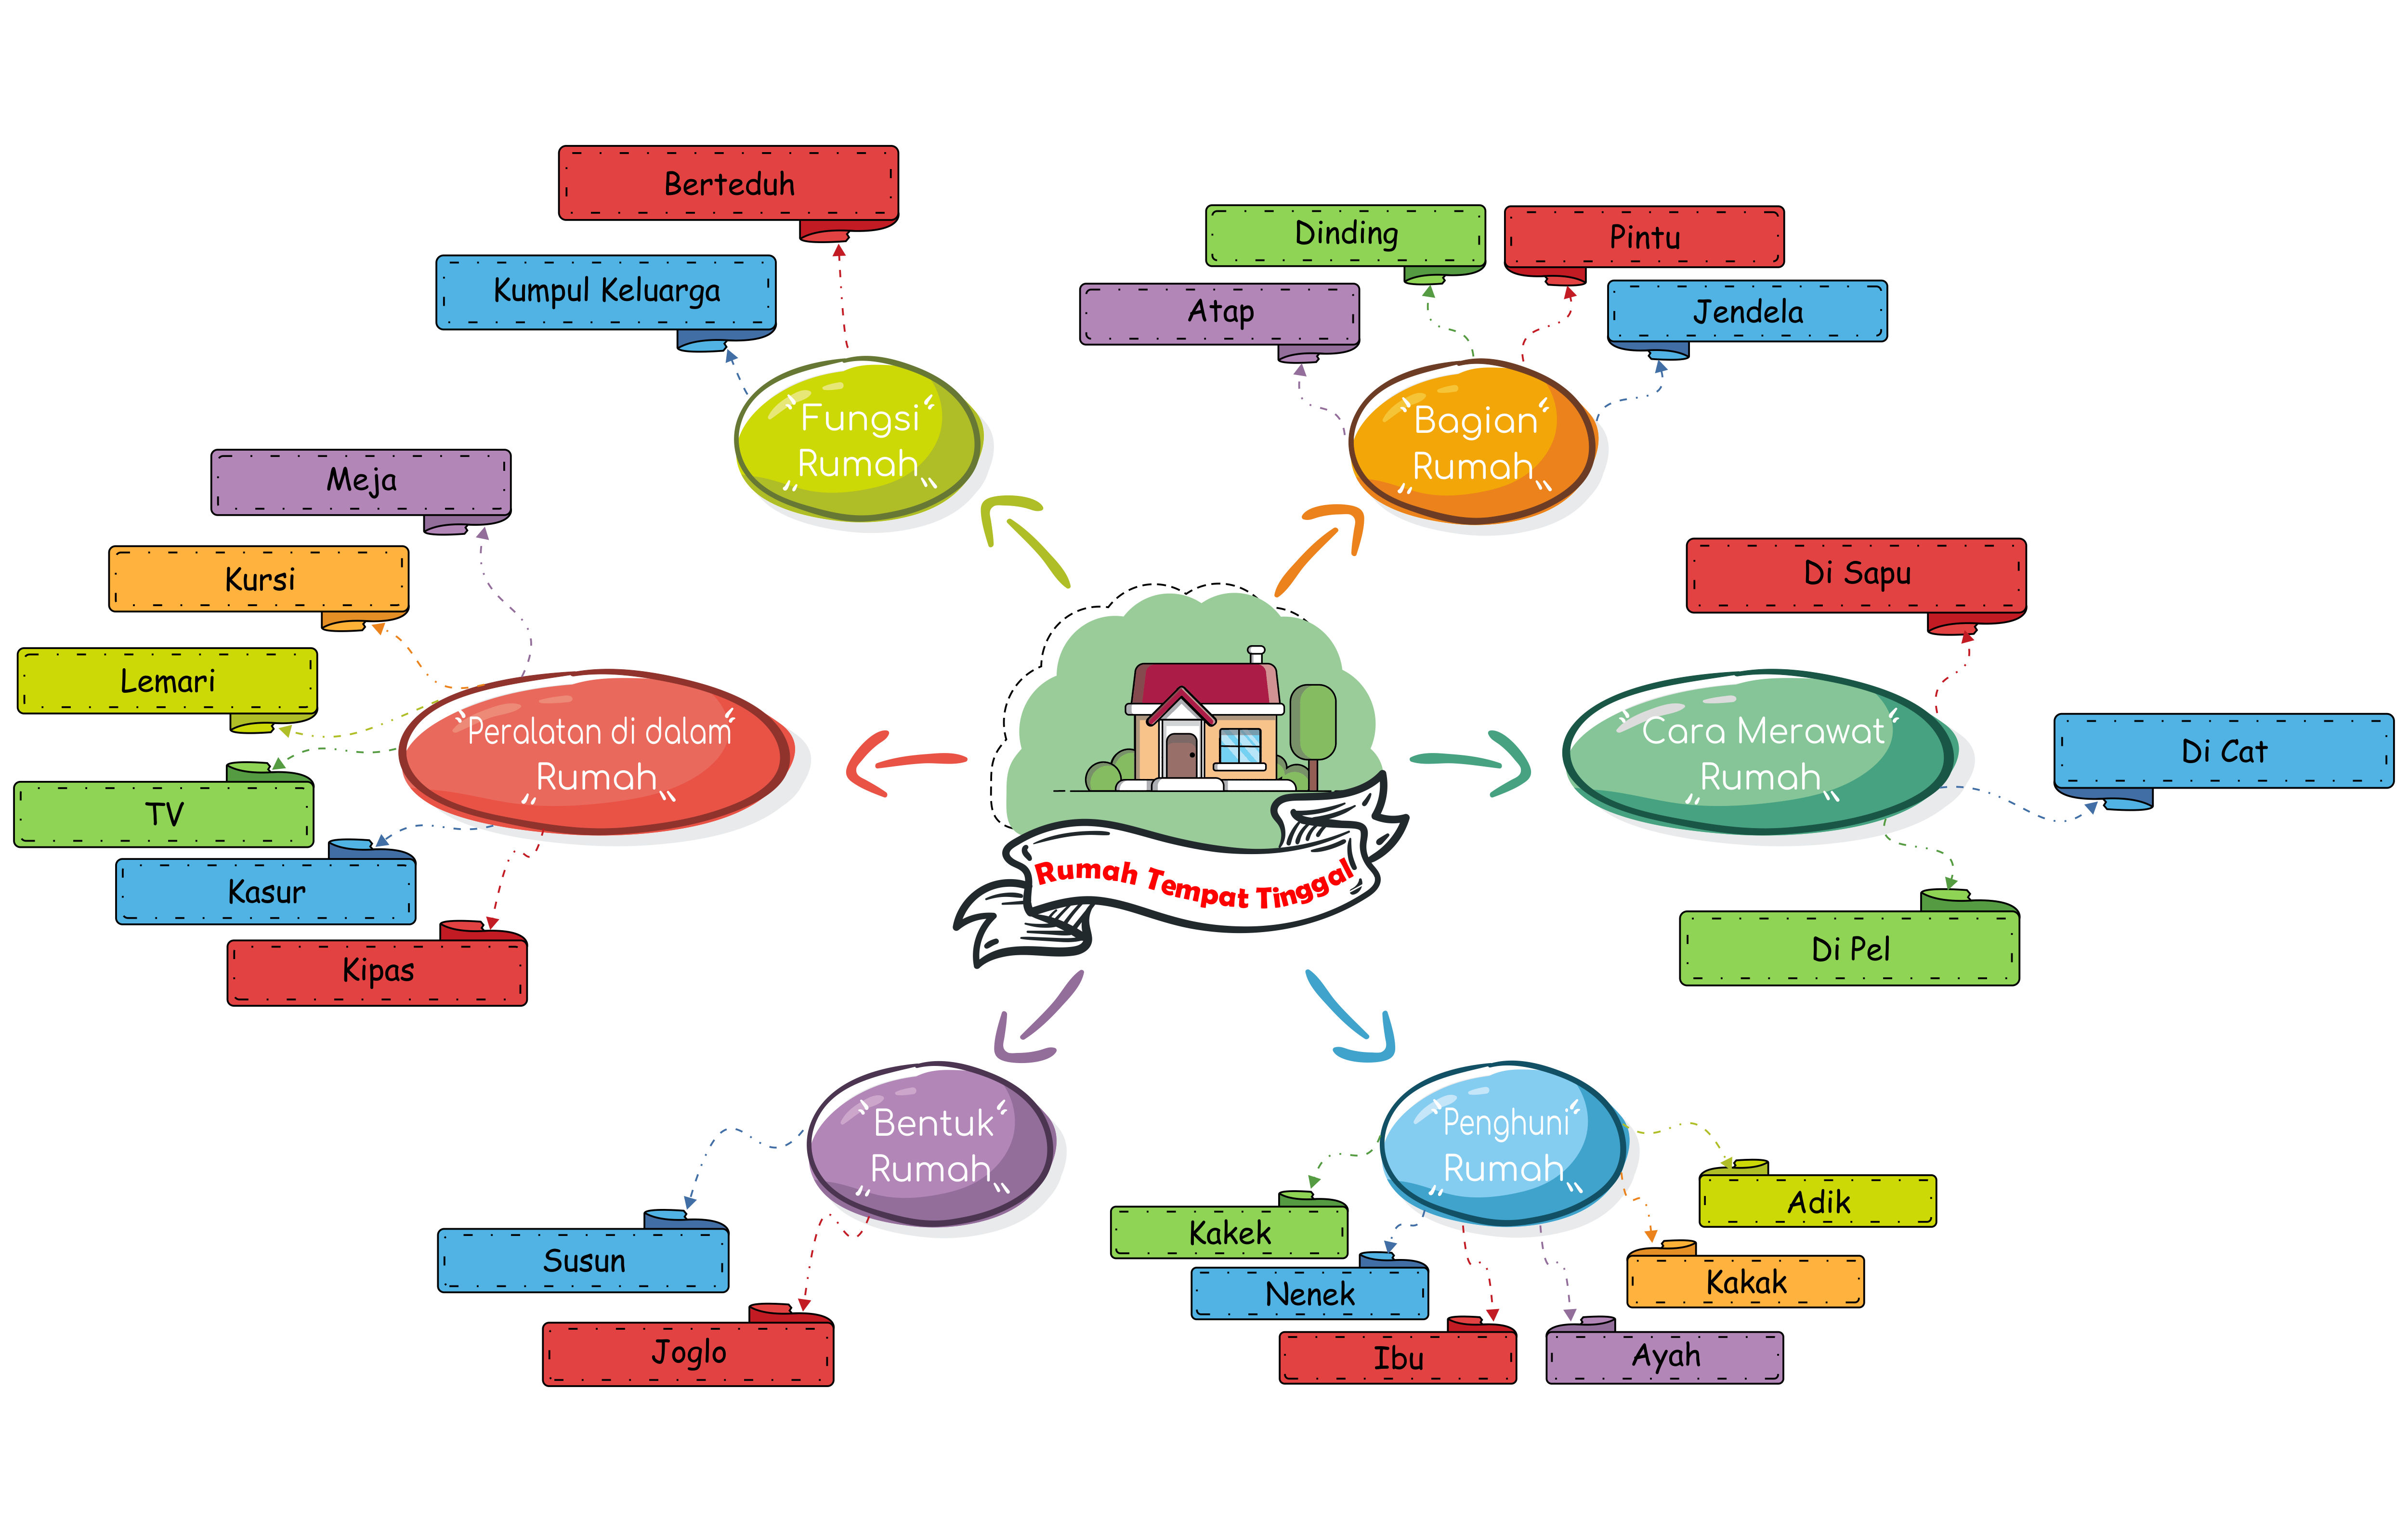 Berteduh
Kumpul Keluarga
Fungsi
Rumah
Dinding
Pintu
Atap
Jendela
Bagian
Rumah
Meja
Kursi
Lemari
TV
Kasur
Kipas
Peralatan di dalam
Rumah
Rumah Tempat Tinggal
Di Sapu
Cara Merawat
Rumah
Di Cat
Di Pel
Bentuk
Rumah
Susun
Joglo
Penghuni
Rumah
Kakek
Nenek
Ibu
Ayah
Kakak
Adik